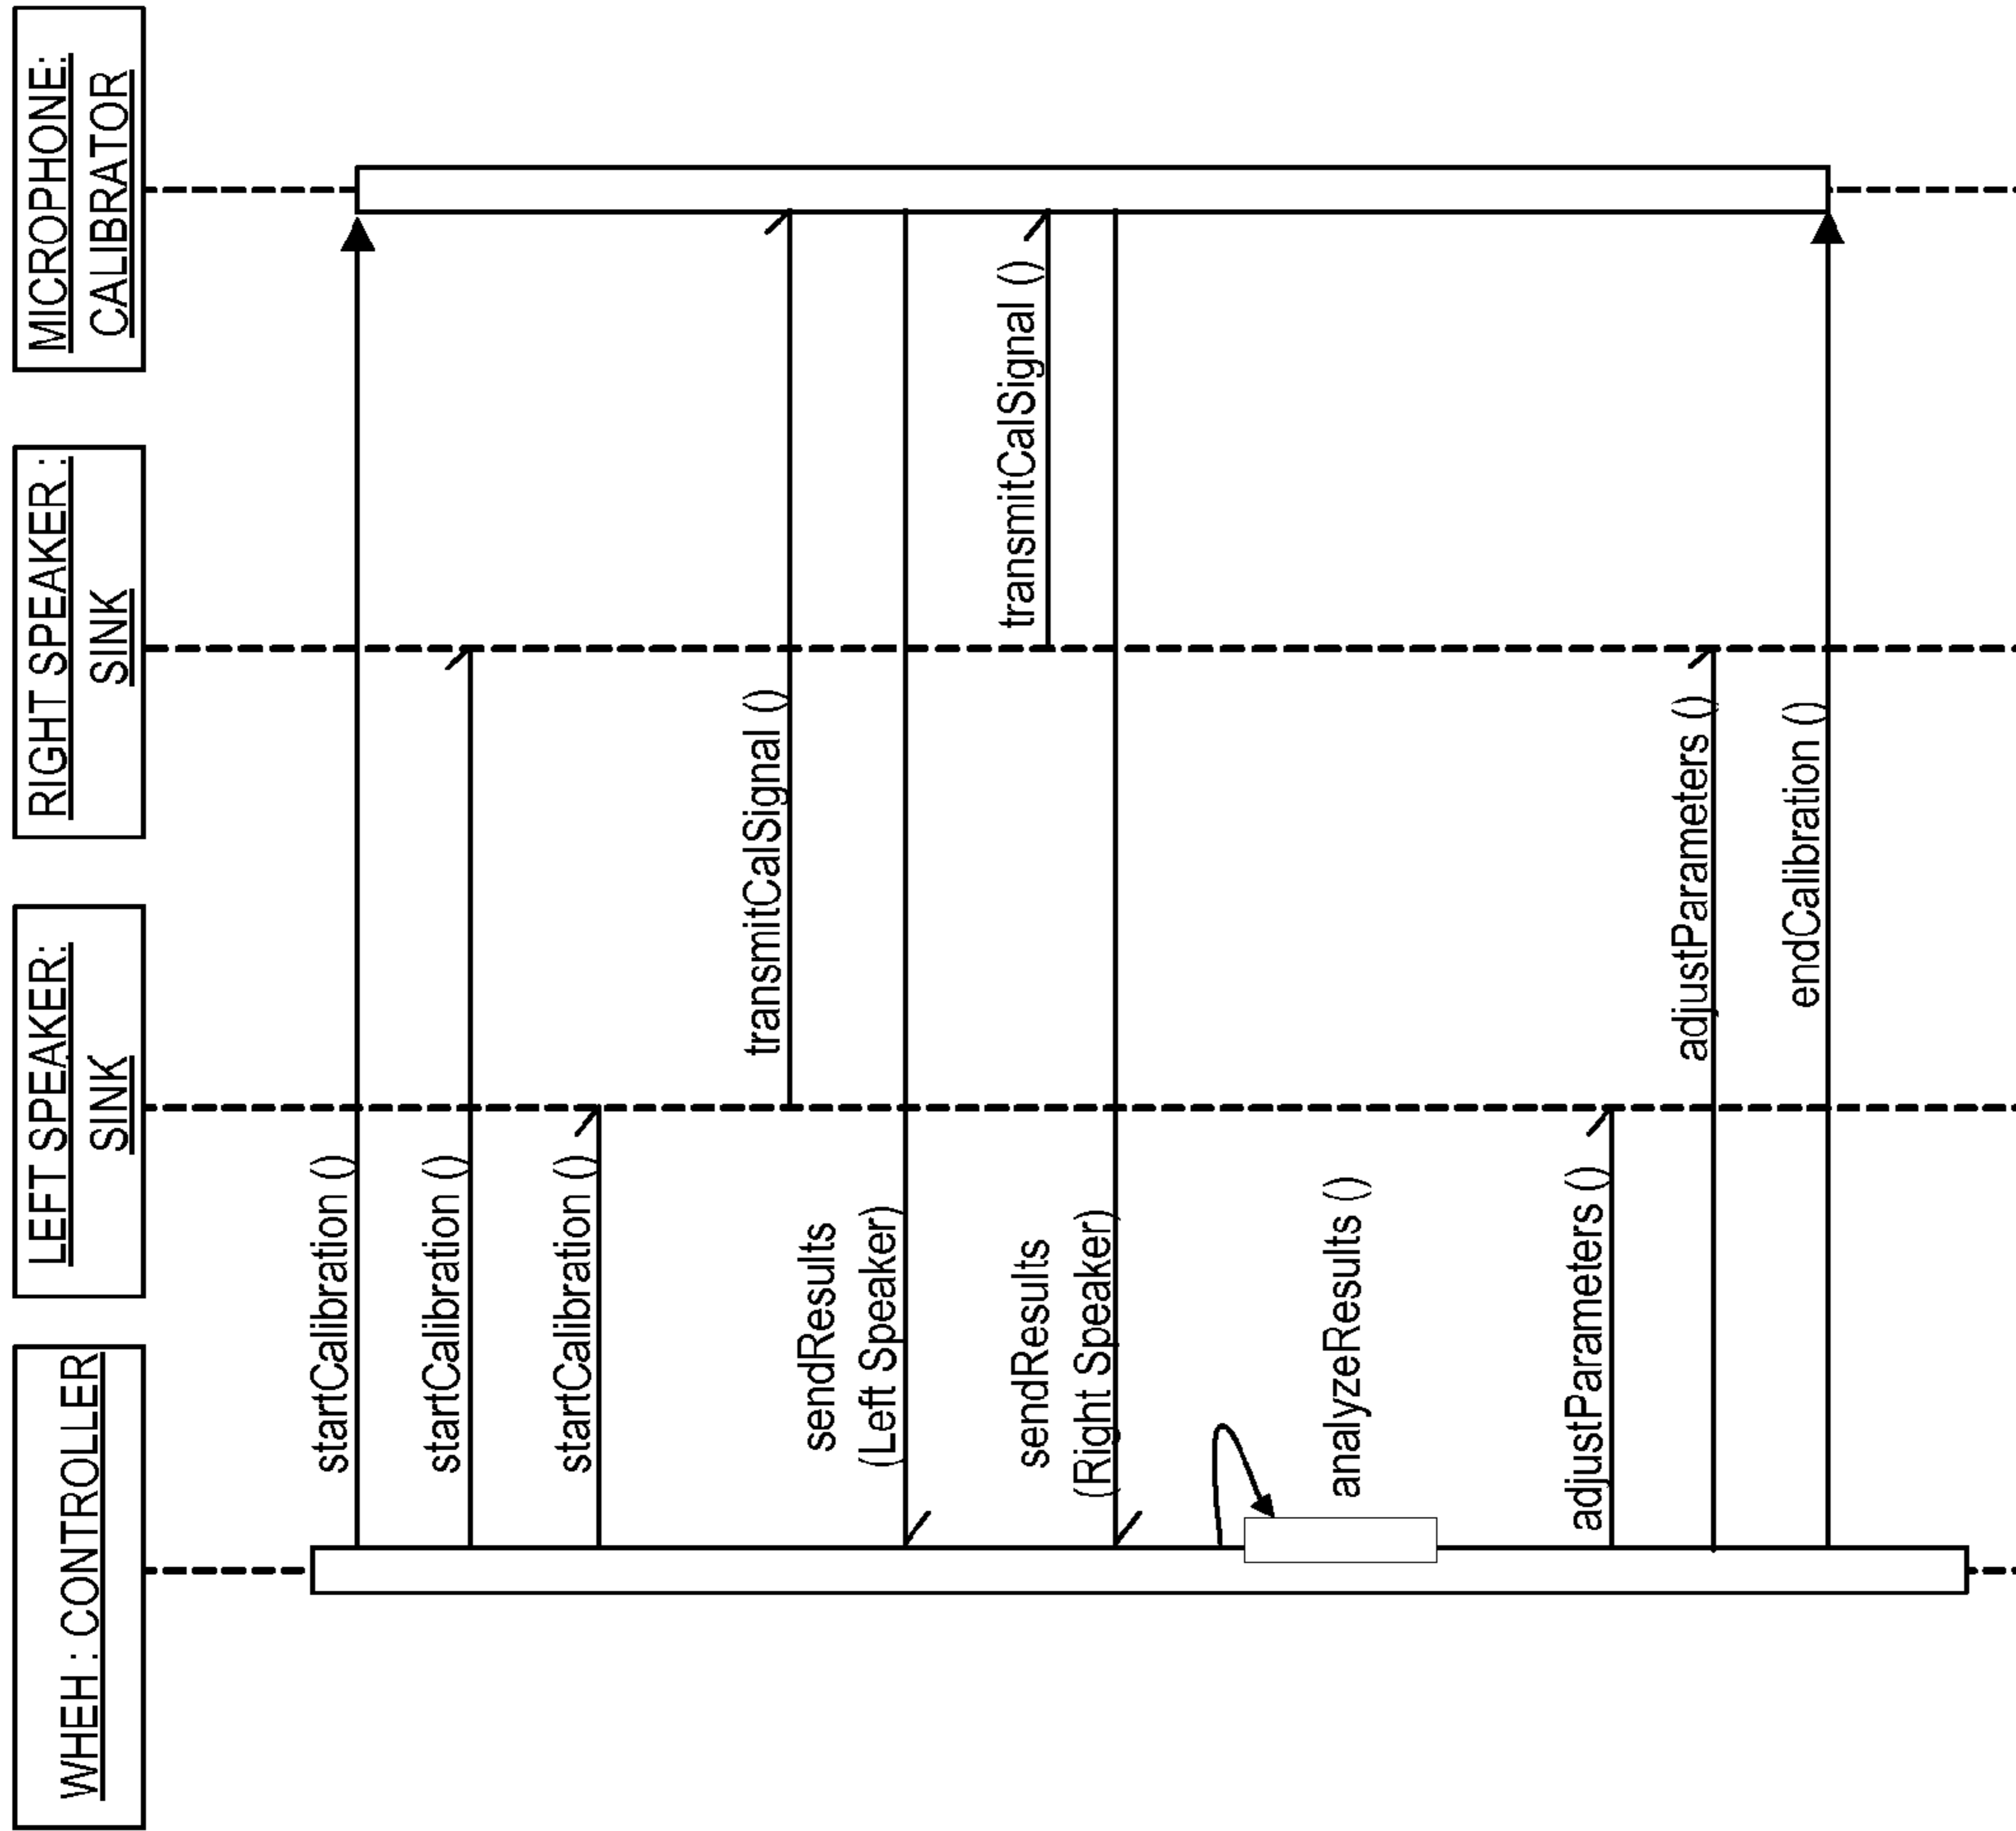 WHEH : CONTROLLER
LEFT SPEAKER:
SINK
RIGHT SPEAKER :
SINK
MICROPHONE:
CALIBRATOR
startCalibration ()
startCalibration ()
startCalibration ()
transmitCalSignal ()
sendResults
(Left Speaker)
transmitCalSignal ()
sendResults
(Right Speaker)
analyzeResults ()
adjustParameters ()
adjustParameters ()
endCalibration ()